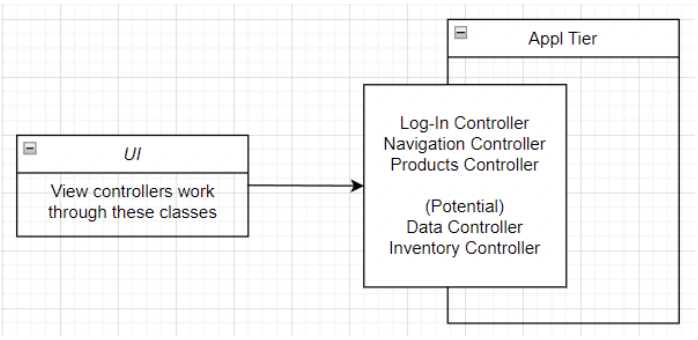 Appl Tier
Log-In Controller
Navigation Controller
Products Controller
(Potential)
Data Controller
Inventory Controller
UI
View controllers work
through these classes